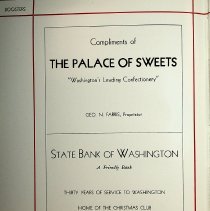 BOOSTERS
Compliments of
THE PALACE OF SWEETS
"Washington's Leading Confectionery"
GEO. N. FARRIS, Proprietor
STATE BANK OF WASHINGTON
A Friendly Bank
THIRTY YEARS OF SERVICE TO WASHINGTON
HOME OF THE CHRISTMAS CLUB